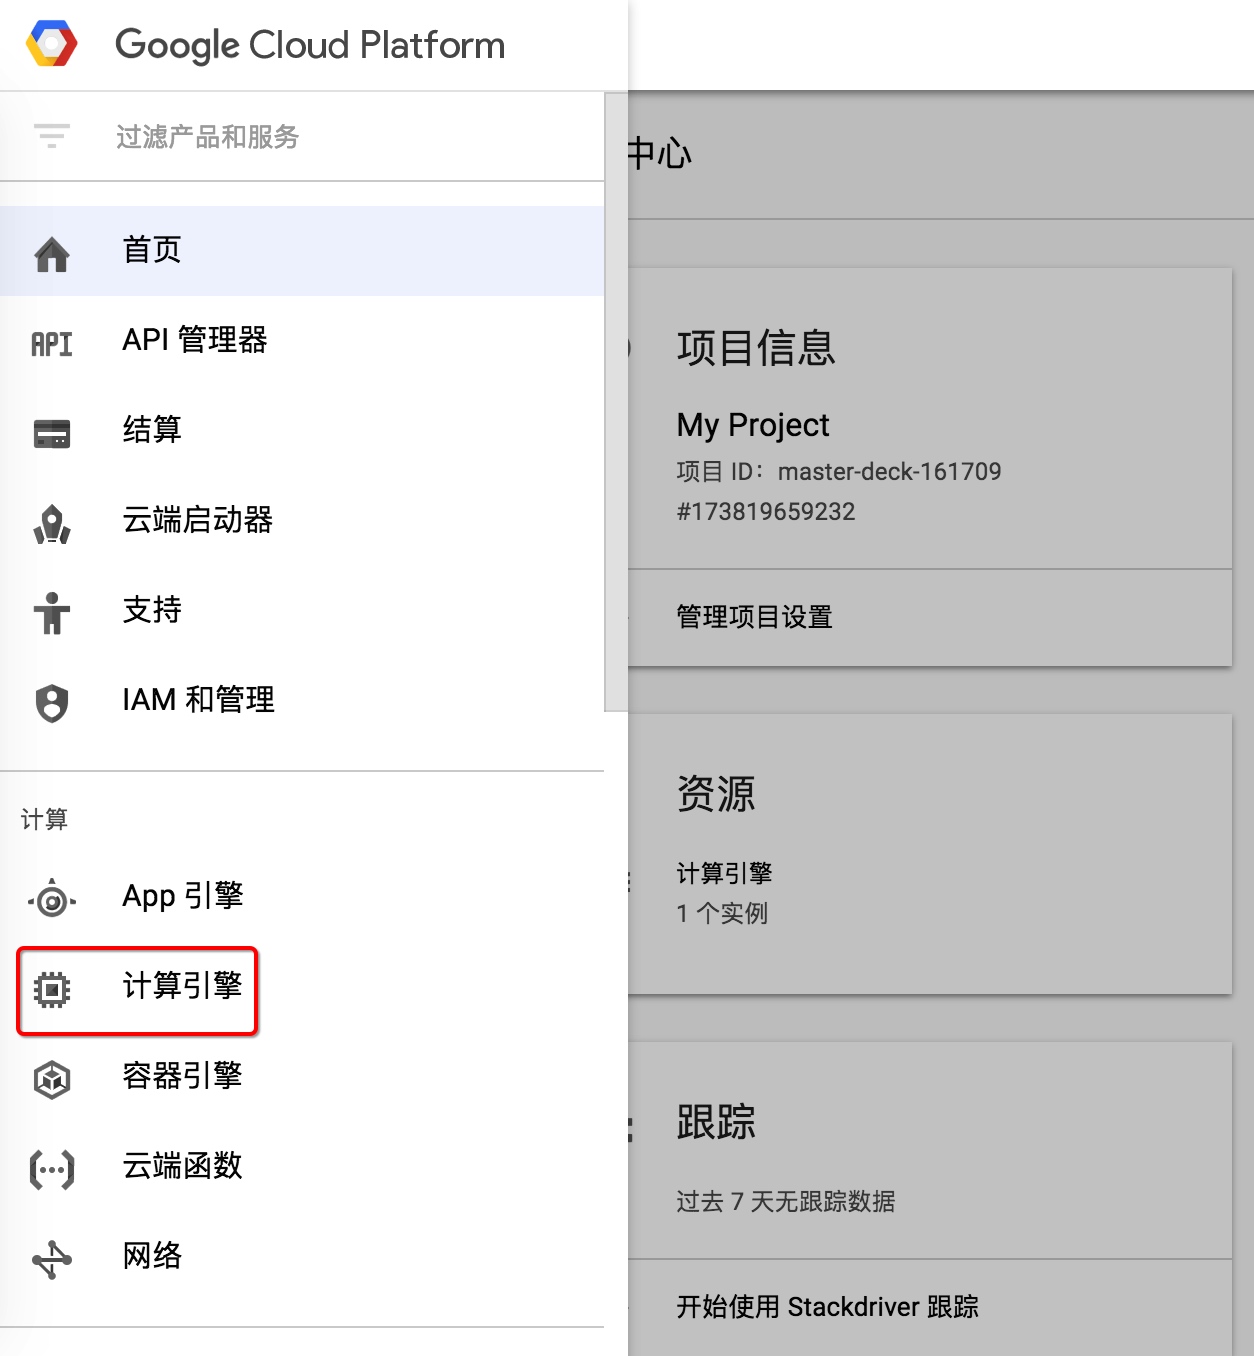 Google Cloud Platform
过滤产品和服务
首页
API 管理器
结算
云端启动器
支持
IAM 和管理
计算
App 引擎
计算引擎
容器引擎
云端函数
网络
中心
项目信息
My Project
项目 ID：master-deck-161709
#173819659232
管理项目设置
资源
计算引擎
1 个实例
跟踪
过去 7 天无跟踪数据
开始使用 Stackdriver 跟踪